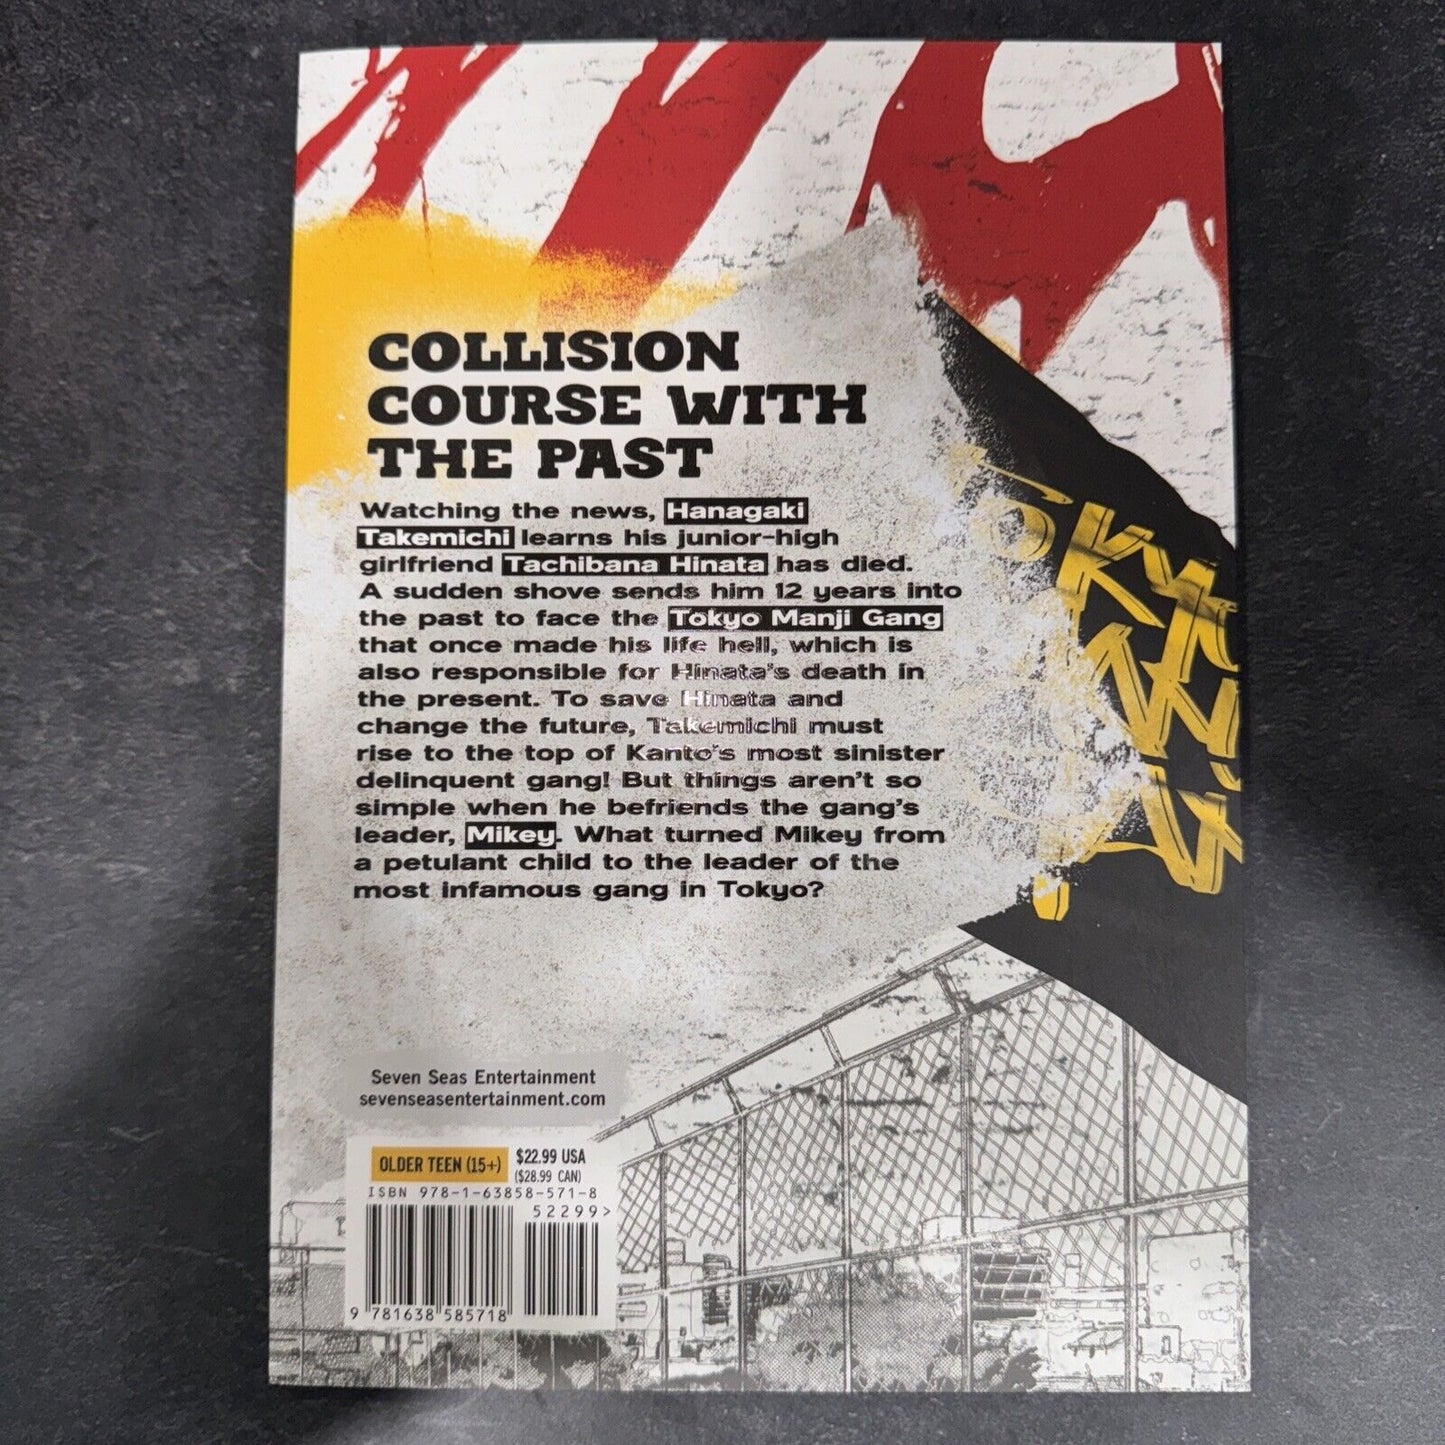 COLLISION
COURSE WITH
THE PAST
Watching the news, Hanagaki
Takemichi learns his junior-high
girlfriend Tachibana Hinata has died.
A sudden shove sends him 12 years into
the past to face the Tokyo Manji Gang
that once made his life hell, which is
also responsible for Hinata's death in
the present. To save Hinata and
change the future, Takemichi must
rise to the top of Kanto's most sinister
delinquent gang! But things aren't so
simple when he befriends the gang's
leader, Mikey. What turned Mikey from
a petulant child to the leader of the
most infamous gang in Tokyo?
Seven Seas Entertainment
sevenseasentertainment.com
OLDER TEEN (15+)
$22.99 USA
($28.99 CAN)
ISBN 978-1-63858-571-8
52299>
9 781638 585718